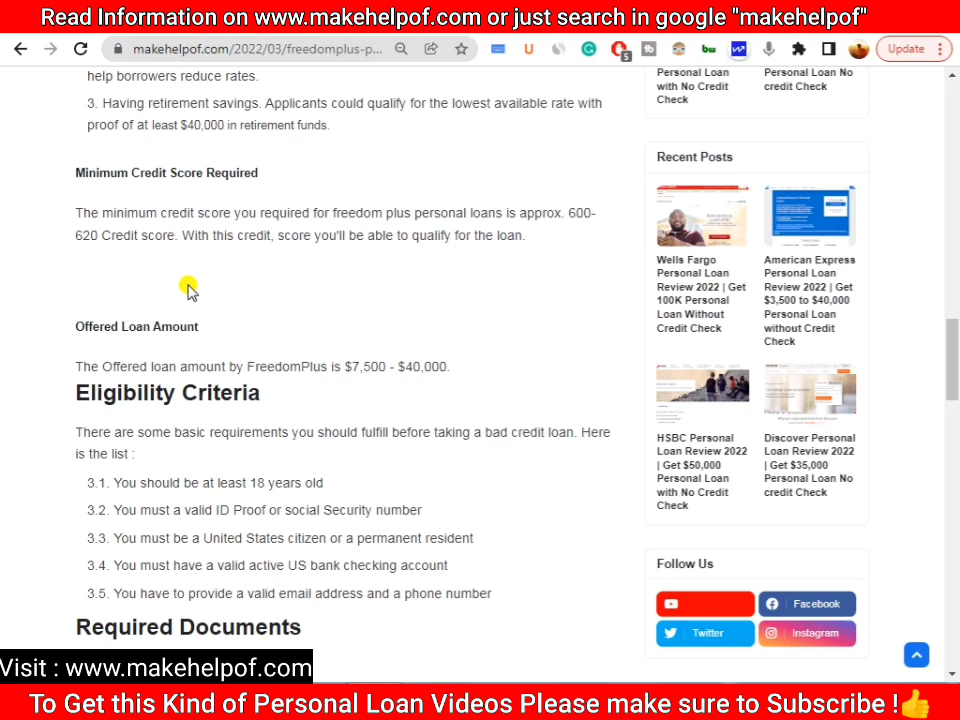 Read Information on www.makehelpof.com or just search in google "makehelpof"
makehelpof.com/2022/03/freedomplus-p...
Update
help borrowers reduce rates.
3. Having retirement savings. Applicants could qualify for the lowest available rate with
proof of at least $40,000 in retirement funds.
Minimum Credit Score Required
The minimum credit score you required for freedom plus personal loans is approx. 600-
620 Credit score. With this credit, score you'll be able to qualify for the loan.
Offered Loan Amount
The Offered loan amount by FreedomPlus is $7,500 - $40,000.
Eligibility Criteria
There are some basic requirements you should fulfill before taking a bad credit loan. Here
is the list :
3.1. You should be at least 18 years old
3.2. You must a valid ID Proof or social Security number
3.3. You must be a United States citizen or a permanent resident
3.4. You must have a valid active US bank checking account
3.5. You have to provide a valid email address and a phone number
Required Documents
Personal Loan
with No Credit
Check
Personal Loan No
credit Check
Recent Posts
Wells Fargo
Personal Loan
Review 2022 | Get
100K Personal
Loan Without
Credit Check
American Express
Personal Loan
Review 2022 | Get
$3,500 to $40,000
Personal Loan
without Credit
Check
HSBC Personal
Loan Review 2022
| Get $50,000
Personal Loan
with No Credit
Check
Discover Personal
Loan Review 2022
| Get $35,000
Personal Loan No
credit Check
Follow Us
Facebook
Twitter
Instagram
Visit : www.makehelpof.com
To Get this Kind of Personal Loan Videos Please make sure to Subscribe !👍